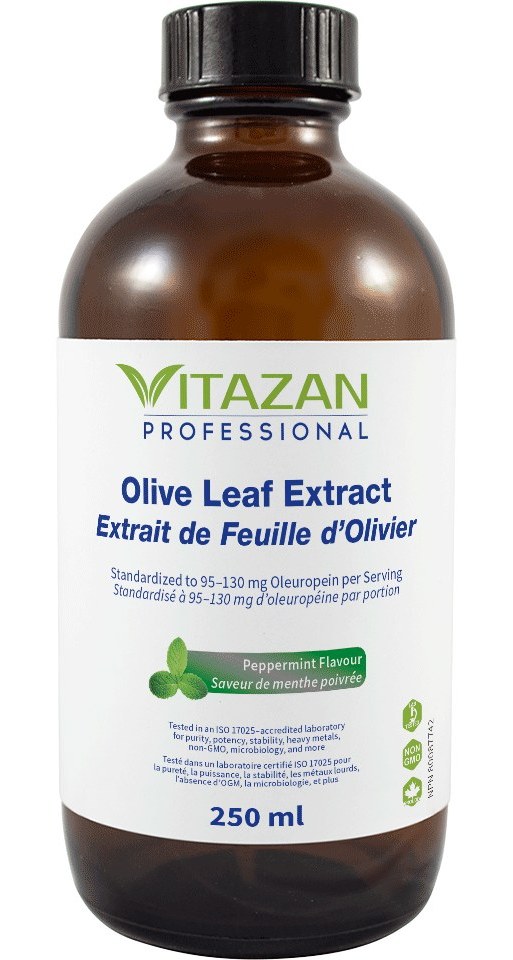 VITAZAN
PROFESSIONAL
Olive Leaf Extract
Extrait de Feuille d’Olivier
Standardized to 95–130 mg Oleuropein per Serving
Standardisé à 95–130 mg d’oleuropéine par portion
Peppermint Flavour
Saveur de menthe poivrée
Tested in an ISO 17025–accredited laboratory
for purity, potency, stability, heavy metals,
non-GMO, microbiology, and more
Testé dans un laboratoire certifié ISO 17025 pour
la pureté, la puissance, la stabilité, les métaux lourds,
l’absence d’OGM, la microbiologie, et plus
250 ml
NON
GMO
NPN 80087742